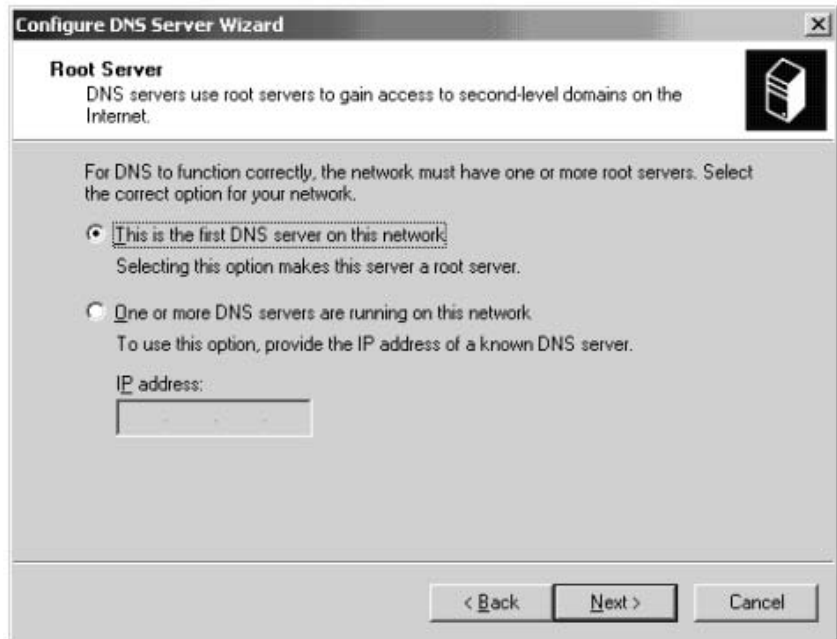 Configure DNS Server Wizard
Root Server
DNS servers use root servers to gain access to second-level domains on the
Internet.
For DNS to function correctly, the network must have one or more root servers. Select
the correct option for your network.
This is the first DNS server on this network
Selecting this option makes this server a root server.
One or more DNS servers are running on this network
To use this option, provide the IP address of a known DNS server.
IP address:
< Back Next > Cancel